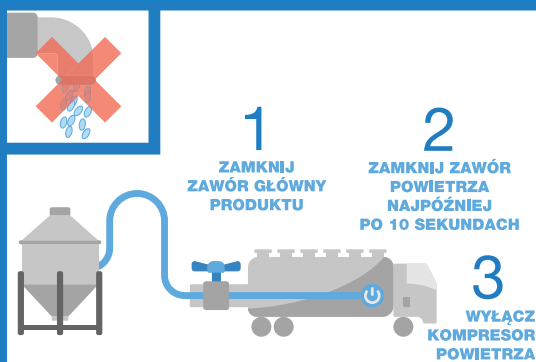 1
ZAMKNIJ
ZAWÓR GŁÓWNY
PRODUKTU
2
ZAMKNIJ ZAWÓR
POWIETRZA
NAJPÓŹNIEJ
PO 10 SEKUNDACH
3
WYŁĄCZ
KOMPRESOR
POWIETRZA